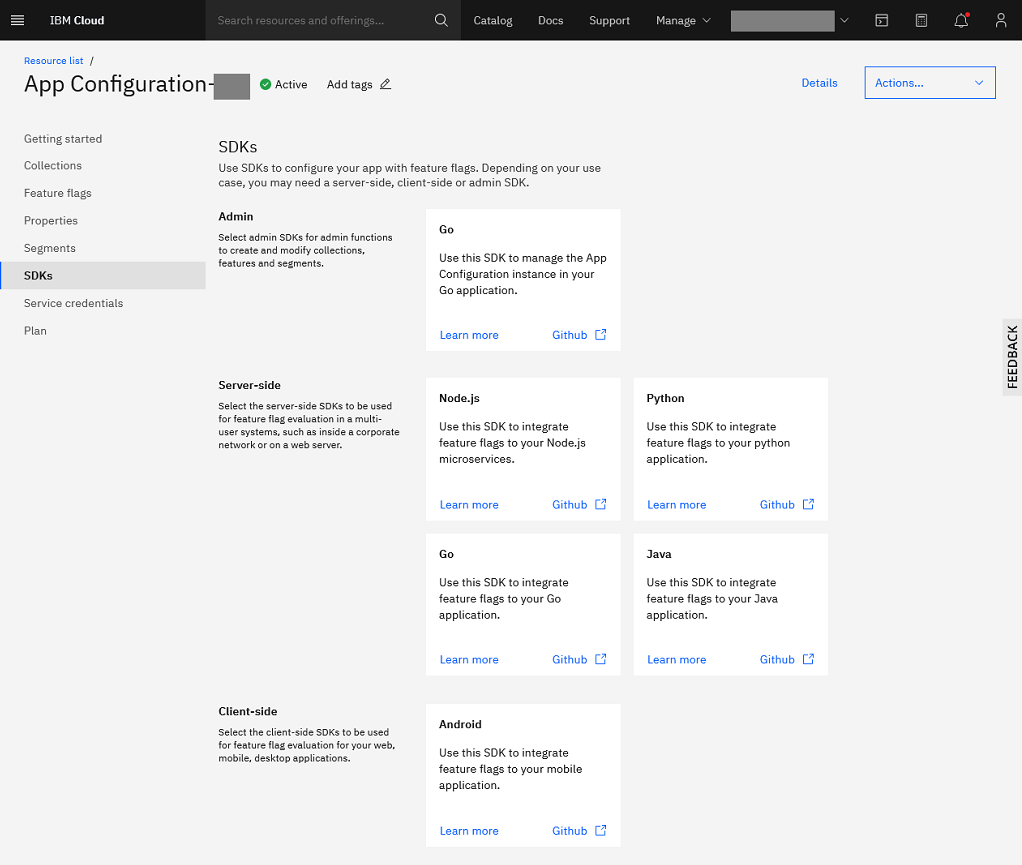 IBM Cloud
Search resources and offerings...
Catalog
Docs
Support
Manage
Resource list /
App Configuration-
Active
Add tags
Details
Actions...
Getting started
Collections
Feature flags
Properties
Segments
SDKs
Service credentials
Plan
SDKs
Use SDKs to configure your app with feature flags. Depending on your use
case, you may need a server-side, client-side or admin SDK.
Admin
Select admin SDKs for admin functions
to create and modify collections,
features and segments.
Go
Use this SDK to manage the App
Configuration instance in your
Go application.
Learn more
Github
Server-side
Select the server-side SDKs to be used
for feature flag evaluation in a multi-
user systems, such as inside a corporate
network or on a web server.
Node.js
Use this SDK to integrate
feature flags to your Node.js
microservices.
Learn more
Github
Python
Use this SDK to integrate
feature flags to your python
application.
Learn more
Github
Go
Use this SDK to integrate
feature flags to your Go
application.
Learn more
Github
Java
Use this SDK to integrate
feature flags to your Java
application.
Learn more
Github
Client-side
Select the client-side SDKs to be used
for feature flag evaluation for your web,
mobile, desktop applications.
Android
Use this SDK to integrate
feature flags to your mobile
application.
Learn more
Github
FEEDBACK